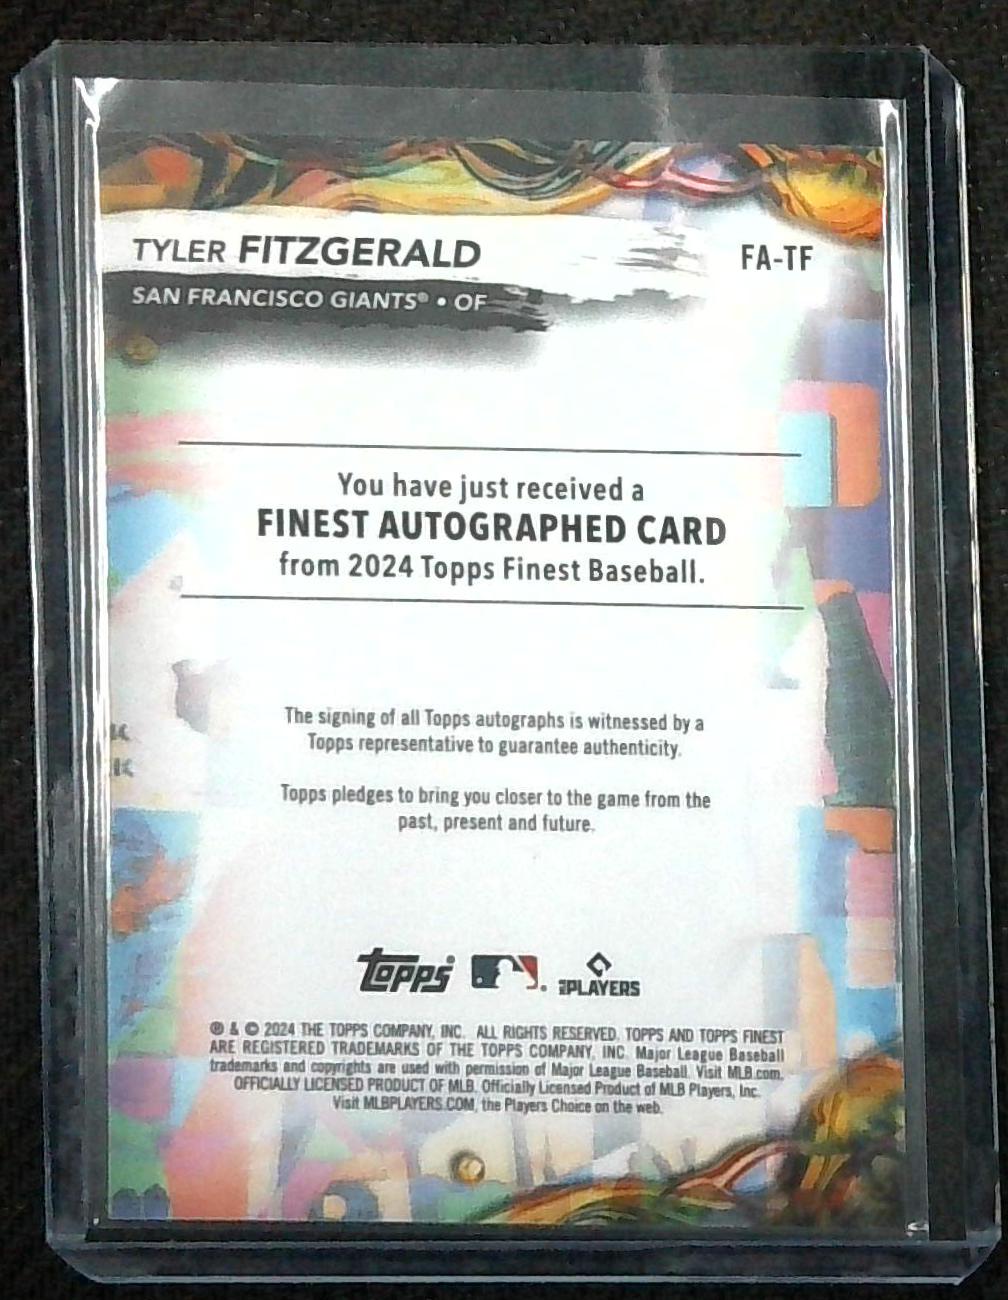 TYLER FITZGERALD
FA-TF
SAN FRANCISCO GIANTS® • OF
You have just received a
FINEST AUTOGRAPHED CARD
from 2024 Topps Finest Baseball.
The signing of all Topps autographs is witnessed by a
Topps representative to guarantee authenticity.
Topps pledges to bring you closer to the game from the
past, present and future.
Topps
PLAYERS
® & © 2024 THE TOPPS COMPANY, INC. ALL RIGHTS RESERVED. TOPPS AND TOPPS FINEST
ARE REGISTERED TRADEMARKS OF THE TOPPS COMPANY, INC. Major League Baseball
trademarks and copyrights are used with permission of Major League Baseball. Visit MLB.com.
OFFICIALLY LICENSED PRODUCT OF MLB. Officially Licensed Product of MLB Players, Inc.
Visit MLBPLAYERS.COM, the Players Choice on the web.